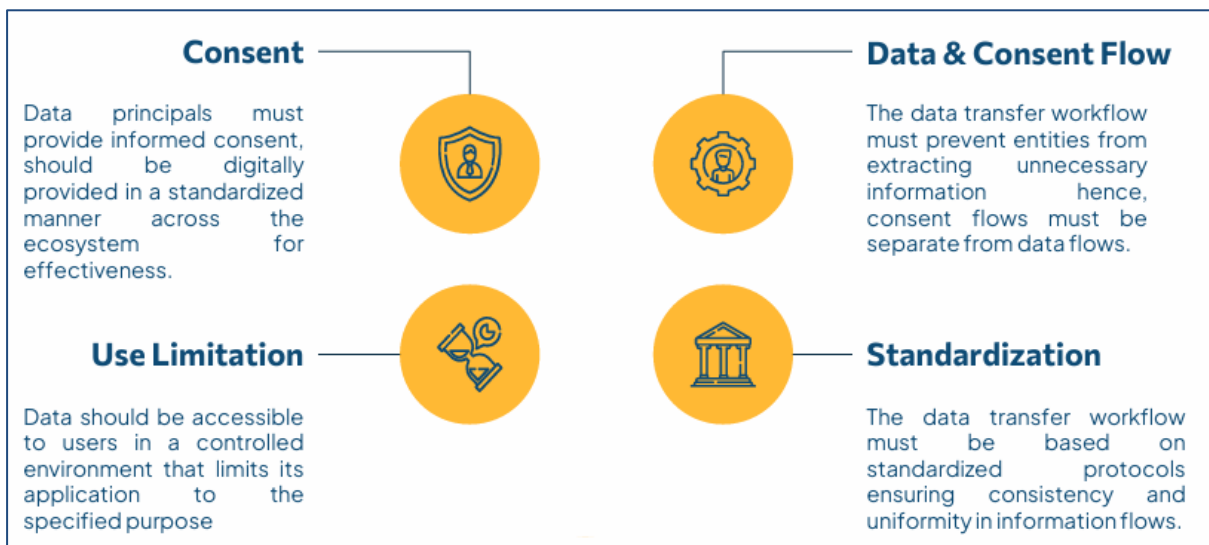 Consent
Data principals must
provide informed consent,
should be digitally
provided in a standardized
manner across the
ecosystem for
effectiveness.
Data & Consent Flow
The data transfer workflow
must prevent entities from
extracting unnecessary
information hence,
consent flows must be
separate from data flows.
Use Limitation
Data should be accessible
to users in a controlled
environment that limits its
application to the
specified purpose
Standardization
The data transfer workflow
must be based on
standardized protocols
ensuring consistency and
uniformity in information flows.